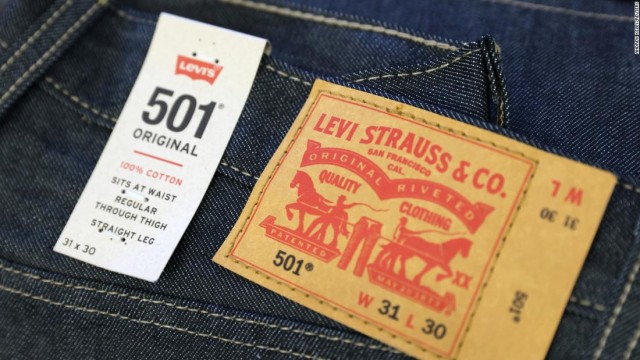 Levi's
501®
ORIGINAL
100% COTTON
SITS AT WAIST
REGULAR
THROUGH THIGH
STRAIGHT LEG
31 x 30
LEVI STRAUSS & CO.
SAN FRANCISCO
CAL.
ORIGINAL RIVETED
QUALITY
CLOTHING
PATENTED
XX
501®
W 31 L 30
W L
31 30
501®